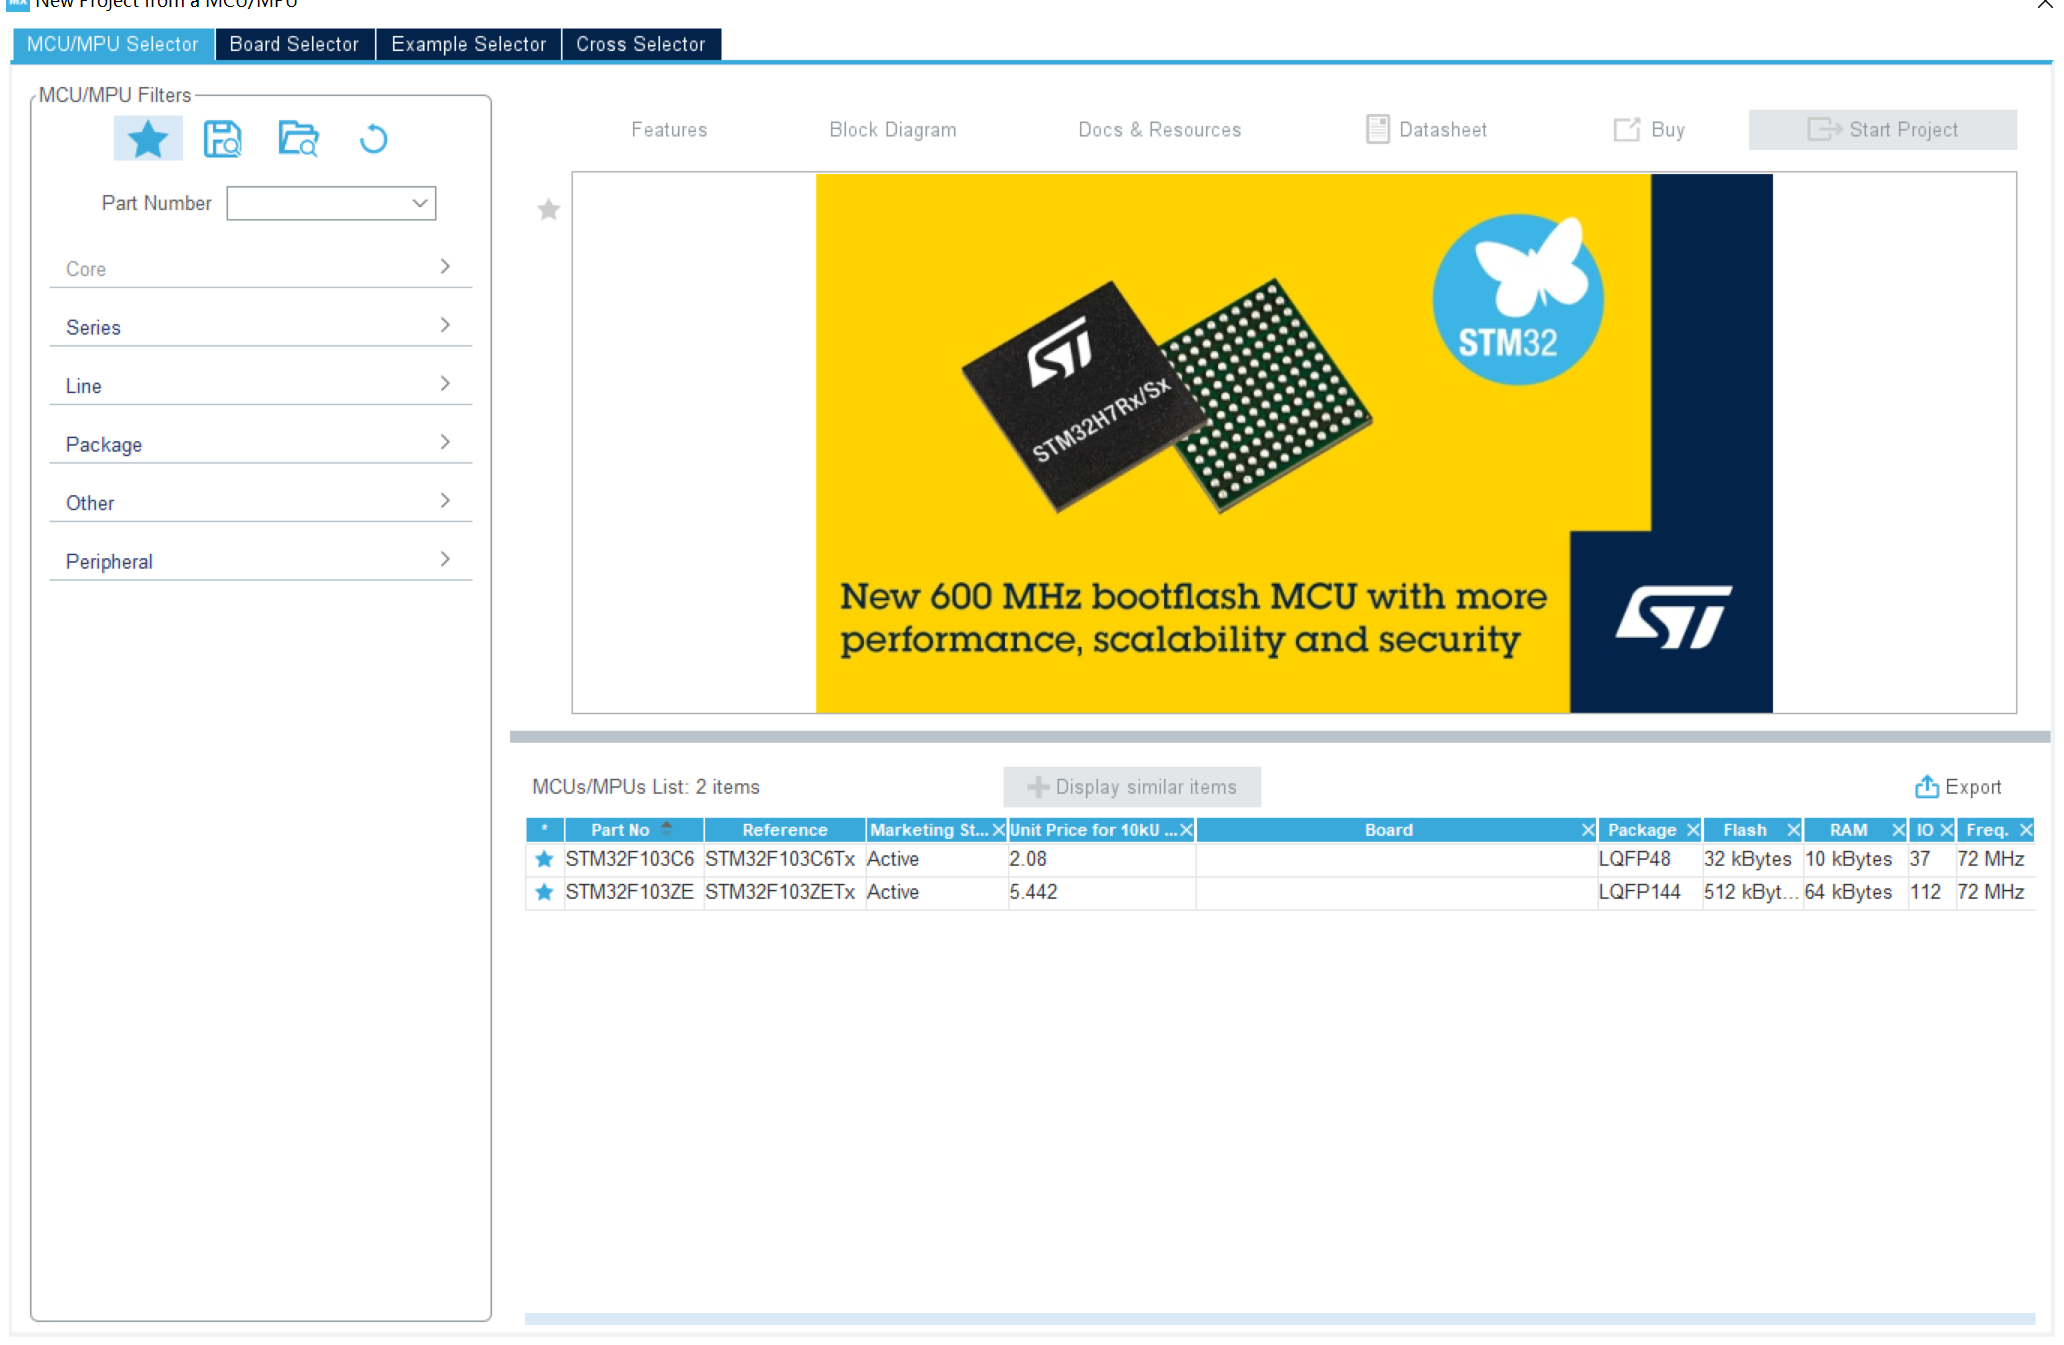 New Project from a MCU/MPU
MCU/MPU Selector
Board Selector
Example Selector
Cross Selector
MCU/MPU Filters
Part Number
Core
Series
Line
Package
Other
Peripheral
Features
Block Diagram
Docs & Resources
Datasheet
Buy
Start Project
STM32H7Rx/Sx
STM32
New 600 MHz bootflash MCU with more
performance, scalability and security
MCUs/MPUs List: 2 items
Display similar items
Export
* Part No Reference Marketing St... Unit Price for 10kU ... Board Package Flash RAM IO Freq.
STM32F103C6 STM32F103C6Tx Active 2.08 LQFP48 32 kBytes 10 kBytes 37 72 MHz
STM32F103ZE STM32F103ZETx Active 5.442 LQFP144 512 kByt... 64 kBytes 112 72 MHz